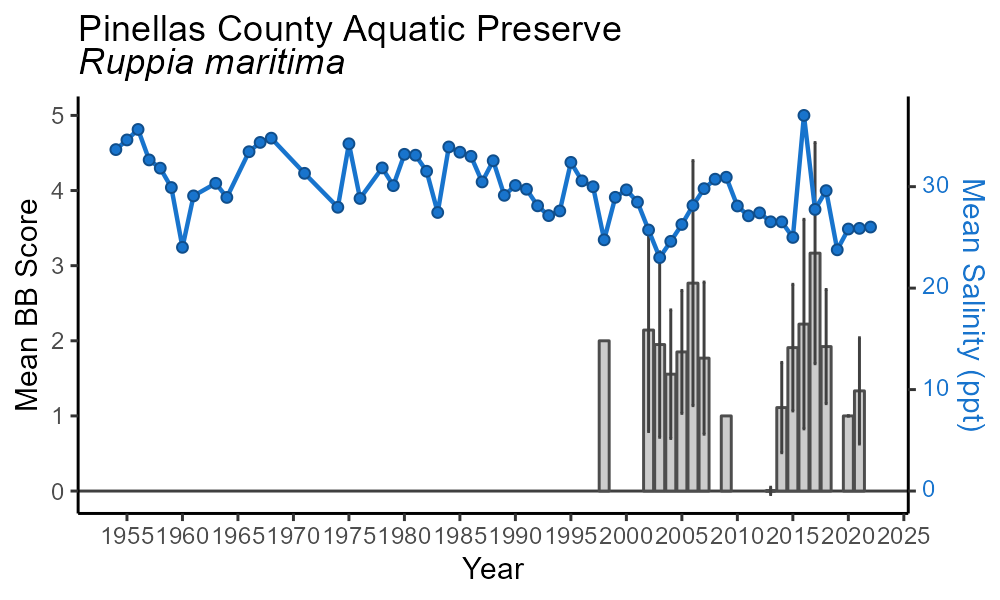 Pinellas County Aquatic Preserve
Ruppia maritima
Mean BB Score
5
4
3
2
1
0
30
20
10
0
Mean Salinity (ppt)
1955 1960 1965 1970 1975 1980 1985 1990 1995 2000 2005 2010 2015 2020 2025
Year